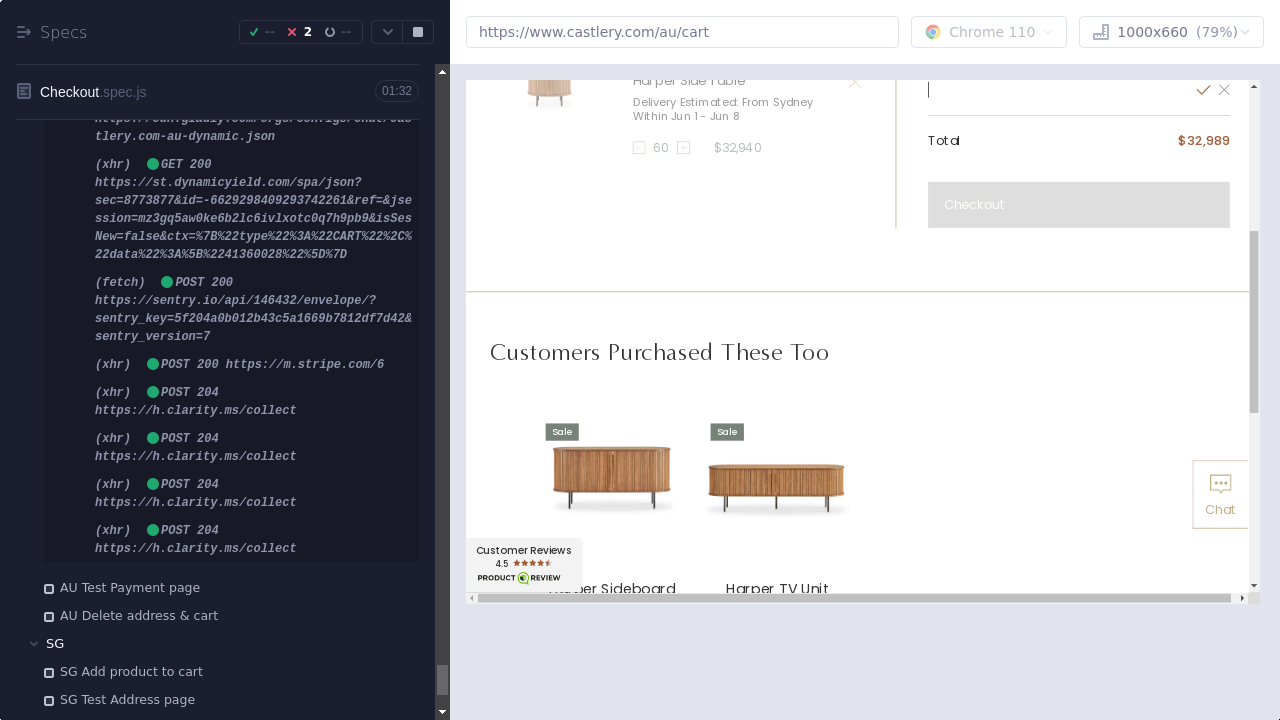 Specs
-- 2 --
Checkout.spec.js
01:32
tlery.com-au-dynamic.json
(xhr) GET 200
https://st.dynamicyield.com/spa/json?
sec=8773877&id=-6629298409293742261&ref=&jse
ssion=mz3gq5aw0ke6b2lc6ivlxotc0q7h9pb9&isSes
New=false&ctx=%7B%22type%22%3A%22CART%22%2C%
22data%22%3A%5B%2241360028%22%5D%7D
(fetch) POST 200
https://sentry.io/api/146432/envelope/?
sentry_key=5f204a0b012b43c5a1669b7812df7d42&
sentry_version=7
(xhr) POST 200 https://m.stripe.com/6
(xhr) POST 204
https://h.clarity.ms/collect
(xhr) POST 204
https://h.clarity.ms/collect
(xhr) POST 204
https://h.clarity.ms/collect
(xhr) POST 204
https://h.clarity.ms/collect
AU Test Payment page
AU Delete address & cart
SG
SG Add product to cart
SG Test Address page
https://www.castlery.com/au/cart
Chrome 110
1000x660 (79%)
Harper Side Table
Delivery Estimated: From Sydney
Within Jun 1 - Jun 8
60
$32,940
Total
$32,989
Checkout
Customers Purchased These Too
Sale
Sale
Chat
Customer Reviews
4.5
PRODUCT REVIEW
Harper Sideboard
Harper TV Unit